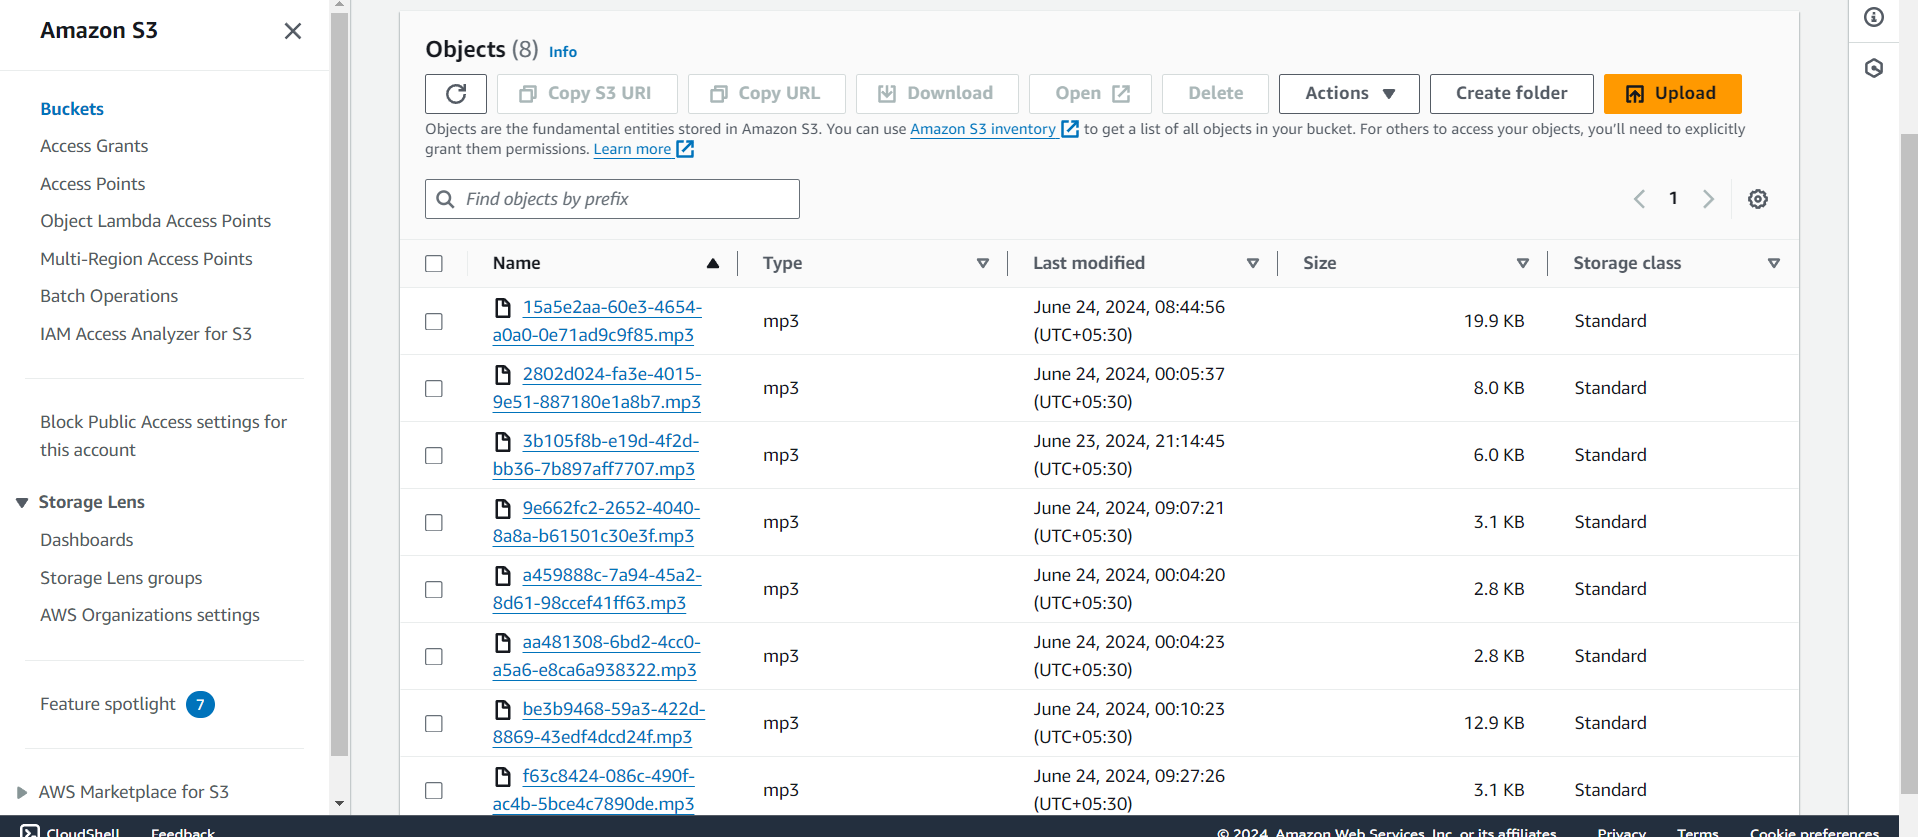 Amazon S3
Buckets
Access Grants
Access Points
Object Lambda Access Points
Multi-Region Access Points
Batch Operations
IAM Access Analyzer for S3
Block Public Access settings for
this account
Storage Lens
Dashboards
Storage Lens groups
AWS Organizations settings
Feature spotlight 7
AWS Marketplace for S3
Objects (8) Info
Copy S3 URI Copy URL Download Open Delete Actions Create folder Upload
Objects are the fundamental entities stored in Amazon S3. You can use Amazon S3 inventory to get a list of all objects in your bucket. For others to access your objects, you'll need to explicitly
grant them permissions. Learn more
Find objects by prefix
1
Name Type Last modified Size Storage class
15a5e2aa-60e3-4654- June 24, 2024, 08:44:56
mp3 19.9 KB Standard
a0a0-0e71ad9c9f85.mp3 (UTC+05:30)
2802d024-fa3e-4015- June 24, 2024, 00:05:37
mp3 8.0 KB Standard
9e51-887180e1a8b7.mp3 (UTC+05:30)
3b105f8b-e19d-4f2d- June 23, 2024, 21:14:45
mp3 6.0 KB Standard
bb36-7b897aff7707.mp3 (UTC+05:30)
9e662fc2-2652-4040- June 24, 2024, 09:07:21
mp3 3.1 KB Standard
8a8a-b61501c30e3f.mp3 (UTC+05:30)
a459888c-7a94-45a2- June 24, 2024, 00:04:20
mp3 2.8 KB Standard
8d61-98ccef41ff63.mp3 (UTC+05:30)
aa481308-6bd2-4cc0- June 24, 2024, 00:04:23
mp3 2.8 KB Standard
a5a6-e8ca6a938322.mp3 (UTC+05:30)
be3b9468-59a3-422d- June 24, 2024, 00:10:23
mp3 12.9 KB Standard
8869-43edf4dcd24f.mp3 (UTC+05:30)
f63c8424-086c-490f- June 24, 2024, 09:27:26
mp3 3.1 KB Standard
ac4b-5bce4c7890de.mp3 (UTC+05:30)
CloudShell Feedback © 2024, Amazon Web Services, Inc. or its affiliates. Privacy Terms Cookie preferences